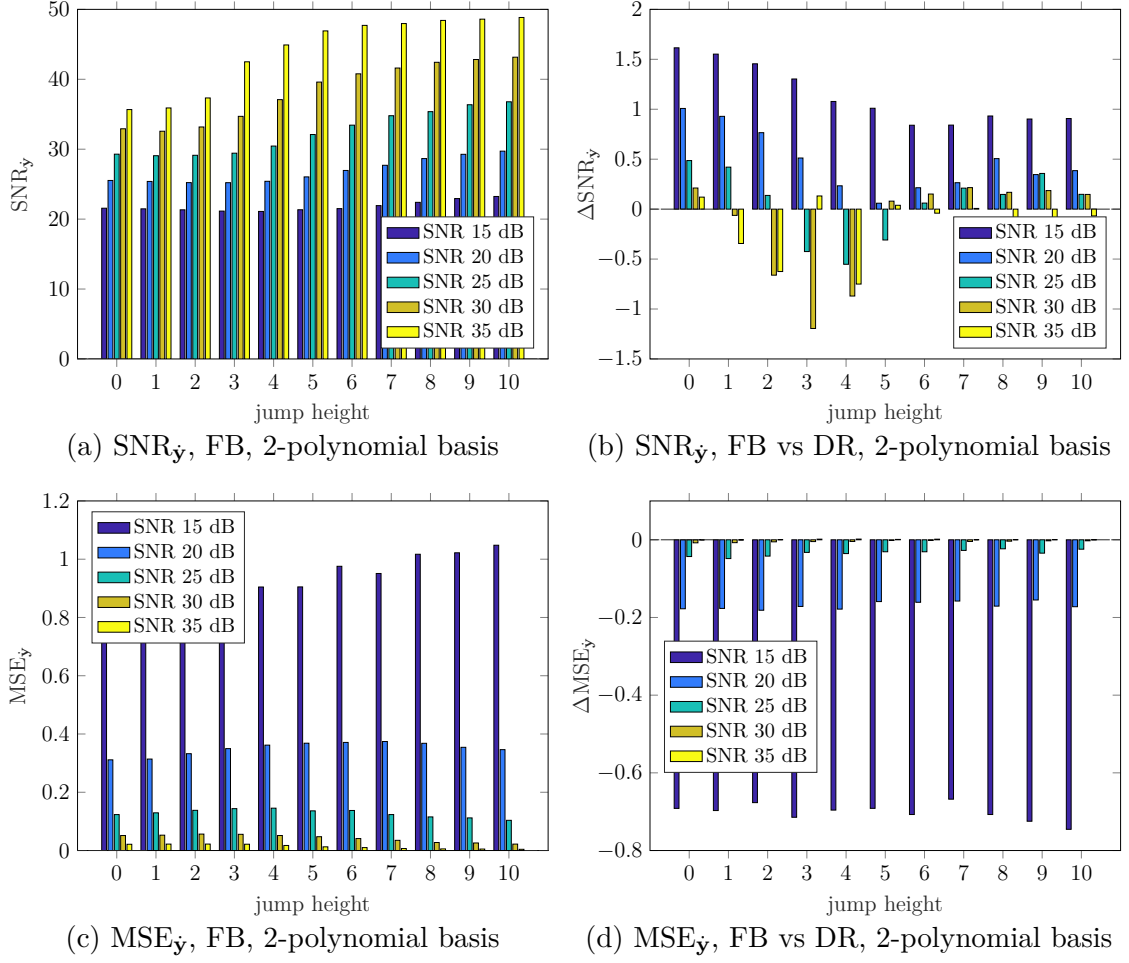 50
40
30
20
10
0
SNR_ẏ
SNR 15 dB
SNR 20 dB
SNR 25 dB
SNR 30 dB
SNR 35 dB
0 1 2 3 4 5 6 7 8 9 10
jump height
(a) SNR_ẏ, FB, 2-polynomial basis
2
1.5
1
0.5
0
−0.5
−1
−1.5
ΔSNR_ẏ
SNR 15 dB
SNR 20 dB
SNR 25 dB
SNR 30 dB
SNR 35 dB
0 1 2 3 4 5 6 7 8 9 10
jump height
(b) SNR_ẏ, FB vs DR, 2-polynomial basis
1.2
1
0.8
0.6
0.4
0.2
0
MSE_ẏ
SNR 15 dB
SNR 20 dB
SNR 25 dB
SNR 30 dB
SNR 35 dB
0 1 2 3 4 5 6 7 8 9 10
jump height
(c) MSE_ẏ, FB, 2-polynomial basis
0
−0.2
−0.4
−0.6
−0.8
ΔMSE_ẏ
SNR 15 dB
SNR 20 dB
SNR 25 dB
SNR 30 dB
SNR 35 dB
0 1 2 3 4 5 6 7 8 9 10
jump height
(d) MSE_ẏ, FB vs DR, 2-polynomial basis